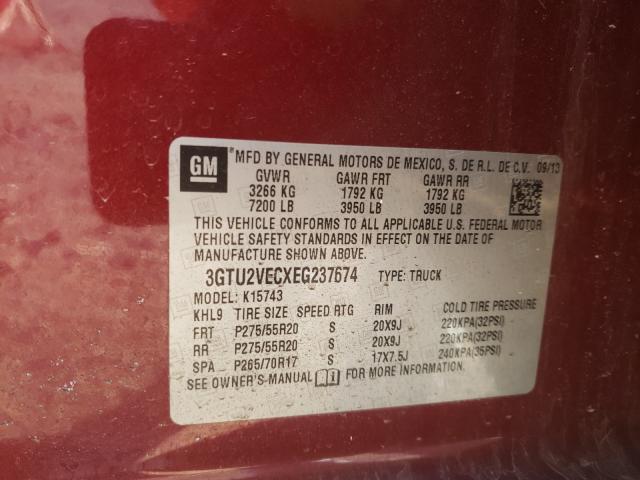 GM MFD BY GENERAL MOTORS DE MEXICO, S. DE R.L. DE C.V. 09/13
GVWR GAWR FRT GAWR RR
3266 KG 1792 KG 1792 KG
7200 LB 3950 LB 3950 LB
THIS VEHICLE CONFORMS TO ALL APPLICABLE U.S. FEDERAL MOTOR
VEHICLE SAFETY STANDARDS IN EFFECT ON THE DATE OF
MANUFACTURE SHOWN ABOVE.
3GTU2VECXEG237674 TYPE: TRUCK
MODEL: K15743
KHL9 TIRE SIZE SPEED RTG RIM COLD TIRE PRESSURE
FRT P275/55R20 S 20X9J 220KPA(32PSI)
RR P275/55R20 S 20X9J 220KPA(32PSI)
SPA P265/70R17 S 17X7.5J 240KPA(35PSI)
SEE OWNER'S MANUAL FOR MORE INFORMATION.